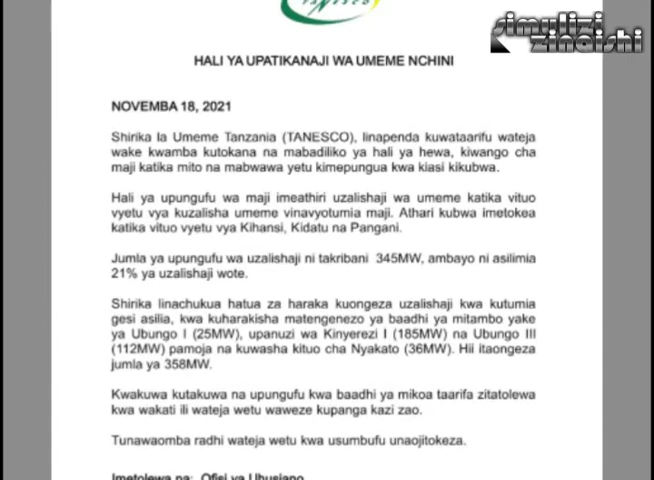 TANESCO
simulizi
zinaishi
HALI YA UPATIKANAJI WA UMEME NCHINI
NOVEMBA 18, 2021
Shirika la Umeme Tanzania (TANESCO), linapenda kuwataarifu wateja
wake kwamba kutokana na mabadiliko ya hali ya hewa, kiwango cha
maji katika mito na mabwawa yetu kimepungua kwa kiasi kikubwa.
Hali ya upungufu wa maji imeathiri uzalishaji wa umeme katika vituo
vyetu vya kuzalisha umeme vinavyotumia maji. Athari kubwa imetokea
katika vituo vyetu vya Kihansi, Kidatu na Pangani.
Jumla ya upungufu wa uzalishaji ni takribani 345MW, ambayo ni asilimia
21% ya uzalishaji wote.
Shirika linachukua hatua za haraka kuongeza uzalishaji kwa kutumia
gesi asilia, kwa kuharakisha matengenezo ya baadhi ya mitambo yake
ya Ubungo I (25MW), upanuzi wa Kinyerezi I (185MW) na Ubungo III
(112MW) pamoja na kuwasha kituo cha Nyakato (36MW). Hii itaongeza
jumla ya 358MW.
Kwakuwa kutakuwa na upungufu kwa baadhi ya mikoa taarifa zitatolewa
kwa wakati ili wateja wetu waweze kupanga kazi zao.
Tunawaomba radhi wateja wetu kwa usumbufu unaojitokeza.
Imetolewa na: Ofisi ya Uhusiano